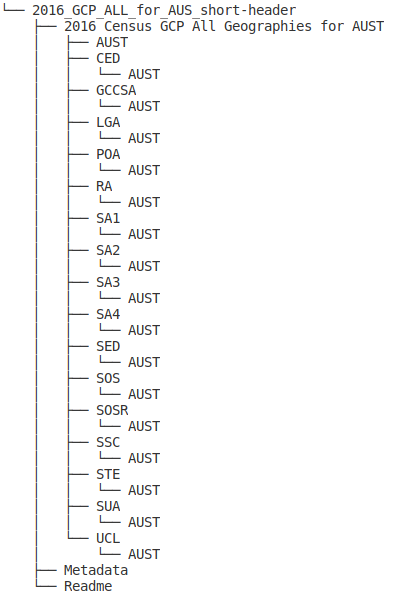 2016_GCP_ALL_for_AUS_short-header
2016 Census GCP All Geographies for AUST
AUST
CED
AUST
GCCSA
AUST
LGA
AUST
POA
AUST
RA
AUST
SA1
AUST
SA2
AUST
SA3
AUST
SA4
AUST
SED
AUST
SOS
AUST
SOSR
AUST
SSC
AUST
STE
AUST
SUA
AUST
UCL
AUST
Metadata
Readme